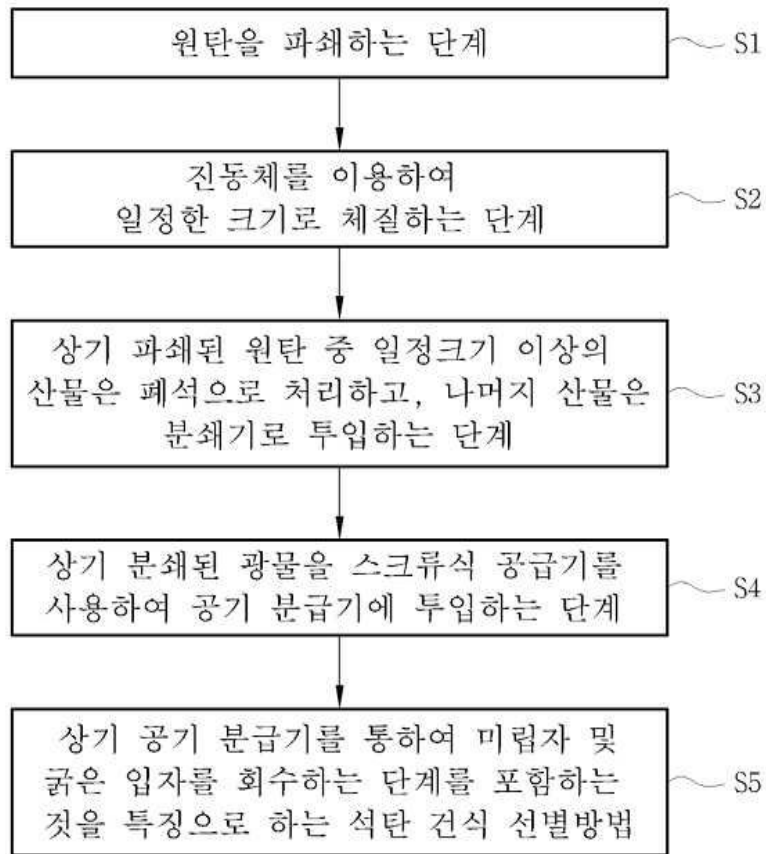 원탄을 파쇄하는 단계
S1
진동체를 이용하여
일정한 크기로 체질하는 단계
S2
상기 파쇄된 원탄 중 일정크기 이상의
산물은 폐석으로 처리하고, 나머지 산물은
분쇄기로 투입하는 단계
S3
상기 분쇄된 광물을 스크류식 공급기를
사용하여 공기 분급기에 투입하는 단계
S4
상기 공기 분급기를 통하여 미립자 및
굵은 입자를 회수하는 단계를 포함하는
것을 특징으로 하는 석탄 건식 선별방법
S5